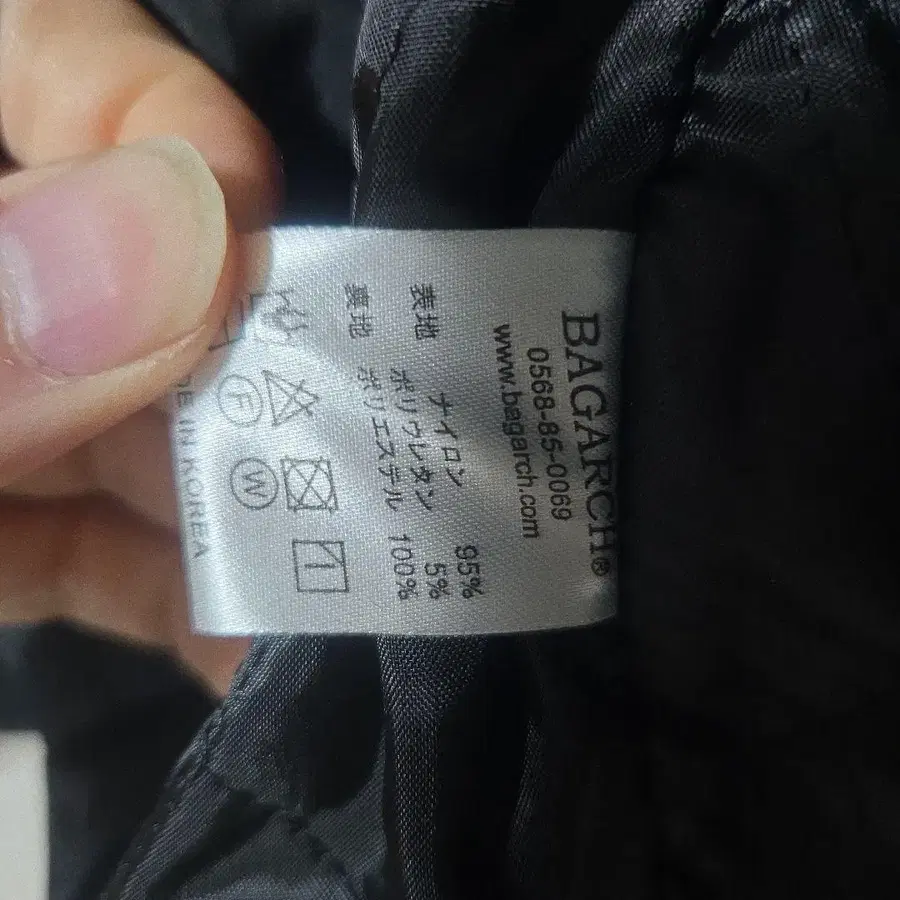 BAGARCH®
0568-85-0069
www.bagarch.com
表地 ナイロン 95%
ポリウレタン 5%
裏地 ポリエステル 100%
F W
IN KOREA